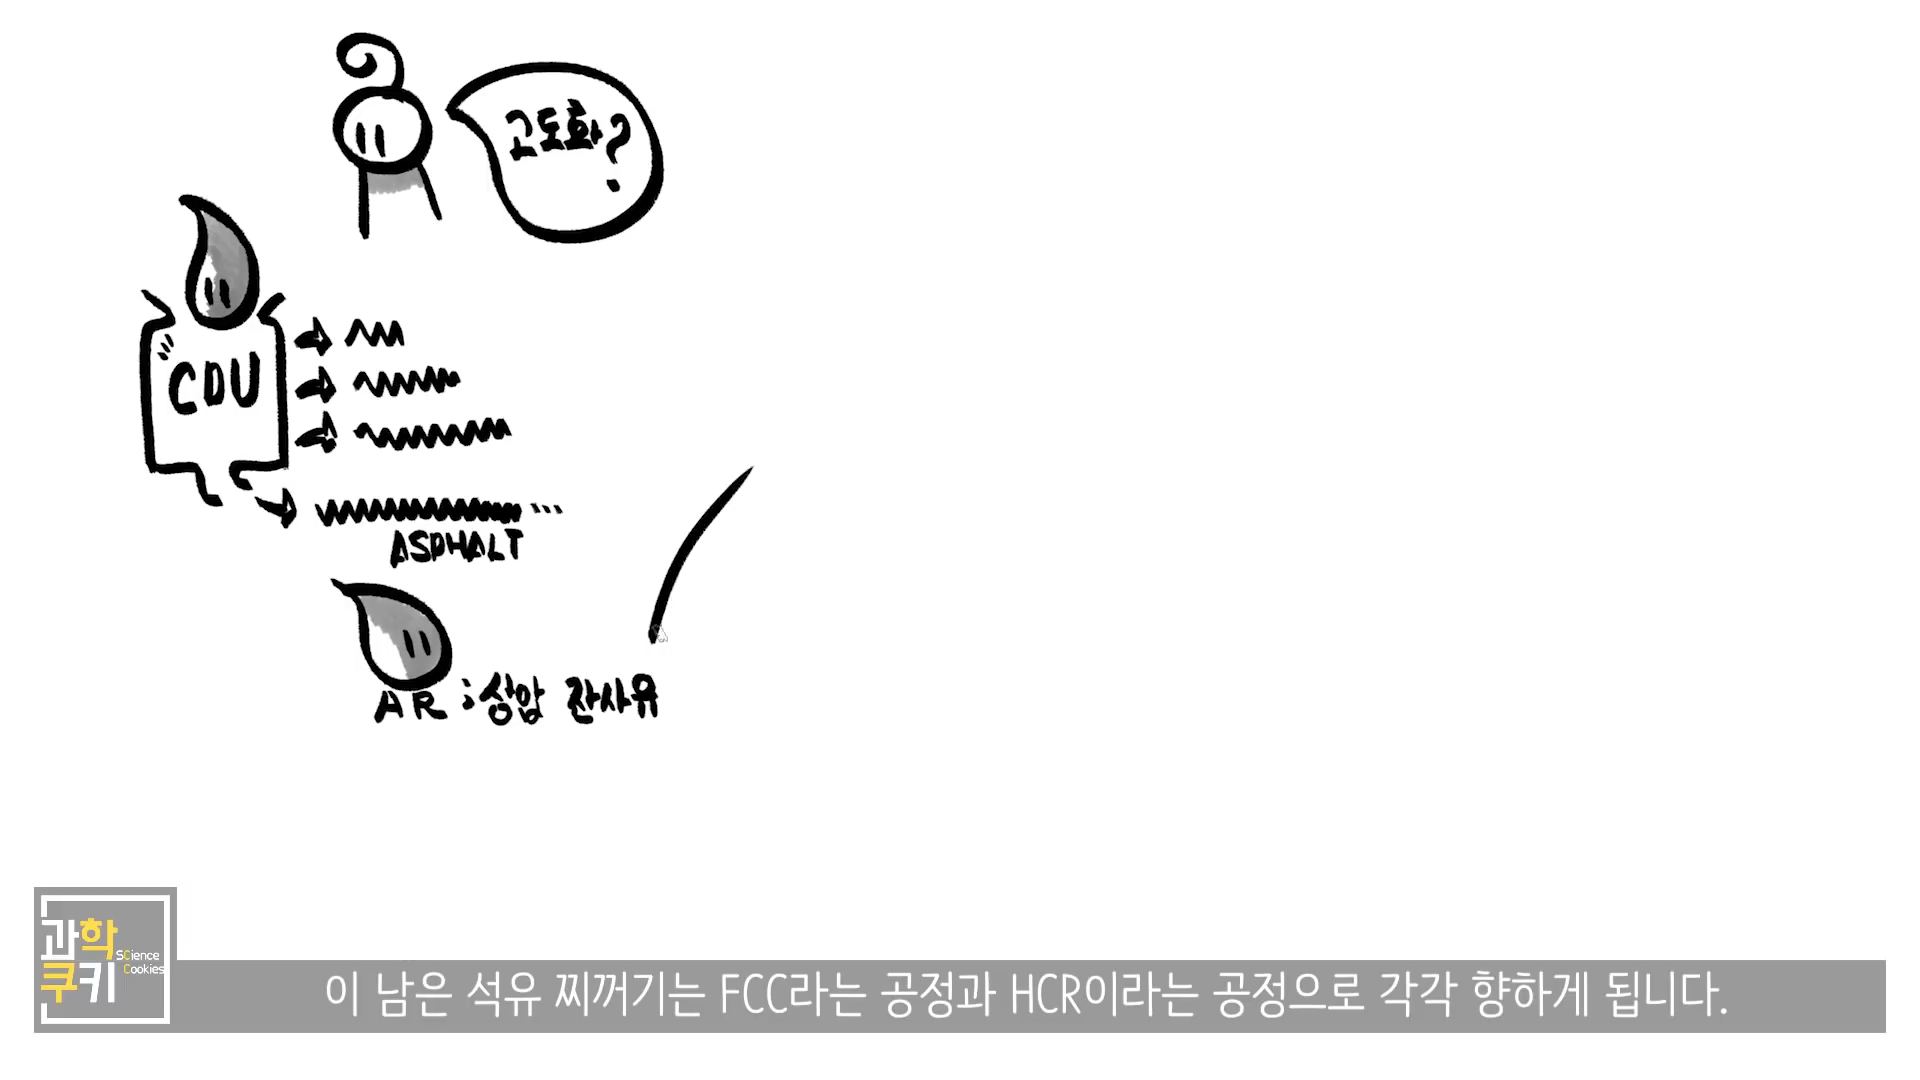 고도화?
CDU
ASPHALT
AR ; 상압 잔사유
과학
쿠키
SCience
Cookies
이 남은 석유 찌꺼기는 FCC라는 공정과 HCR이라는 공정으로 각각 향하게 됩니다.